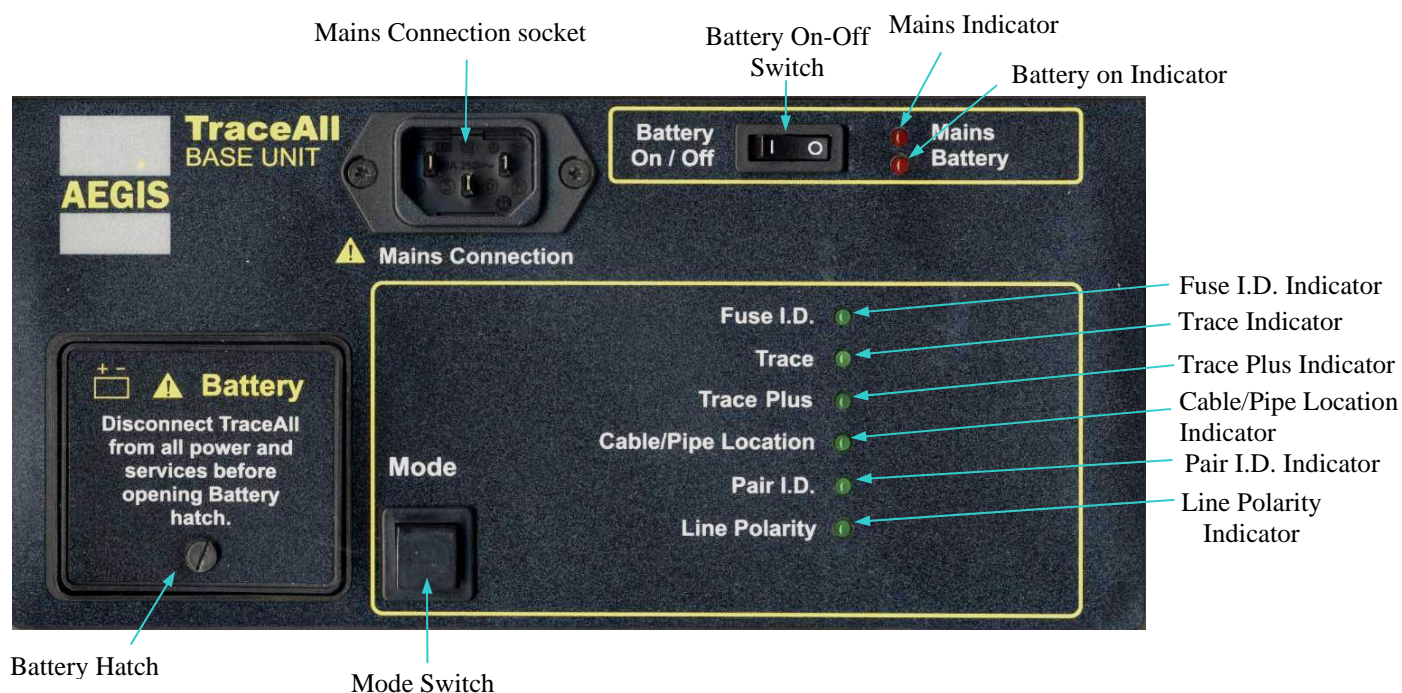 Mains Connection socket
Battery On-Off
Switch
Mains Indicator
Battery on Indicator
TraceAll
BASE UNIT
AEGIS
Battery
On / Off
I O
Mains
Battery
Mains Connection
Fuse I.D.
Trace
Trace Plus
Cable/Pipe Location
Pair I.D.
Line Polarity
Fuse I.D. Indicator
Trace Indicator
Trace Plus Indicator
Cable/Pipe Location
Indicator
Pair I.D. Indicator
Line Polarity
Indicator
+ -
Battery
Disconnect TraceAll
from all power and
services before
opening Battery
hatch.
Mode
Battery Hatch
Mode Switch